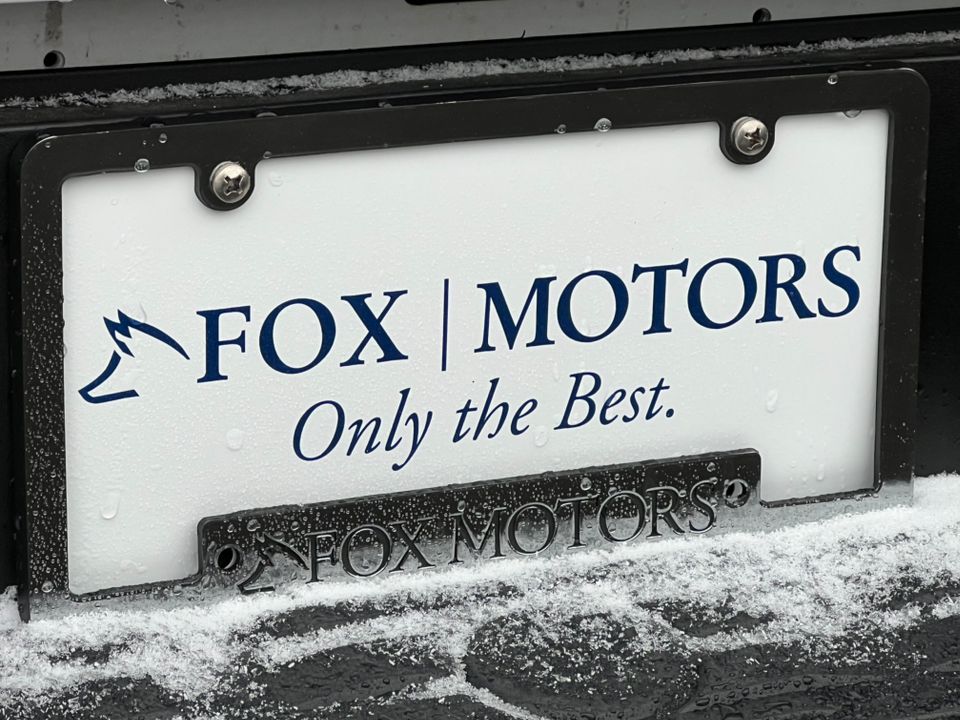 FOX | MOTORS
Only the Best.
FOX MOTORS